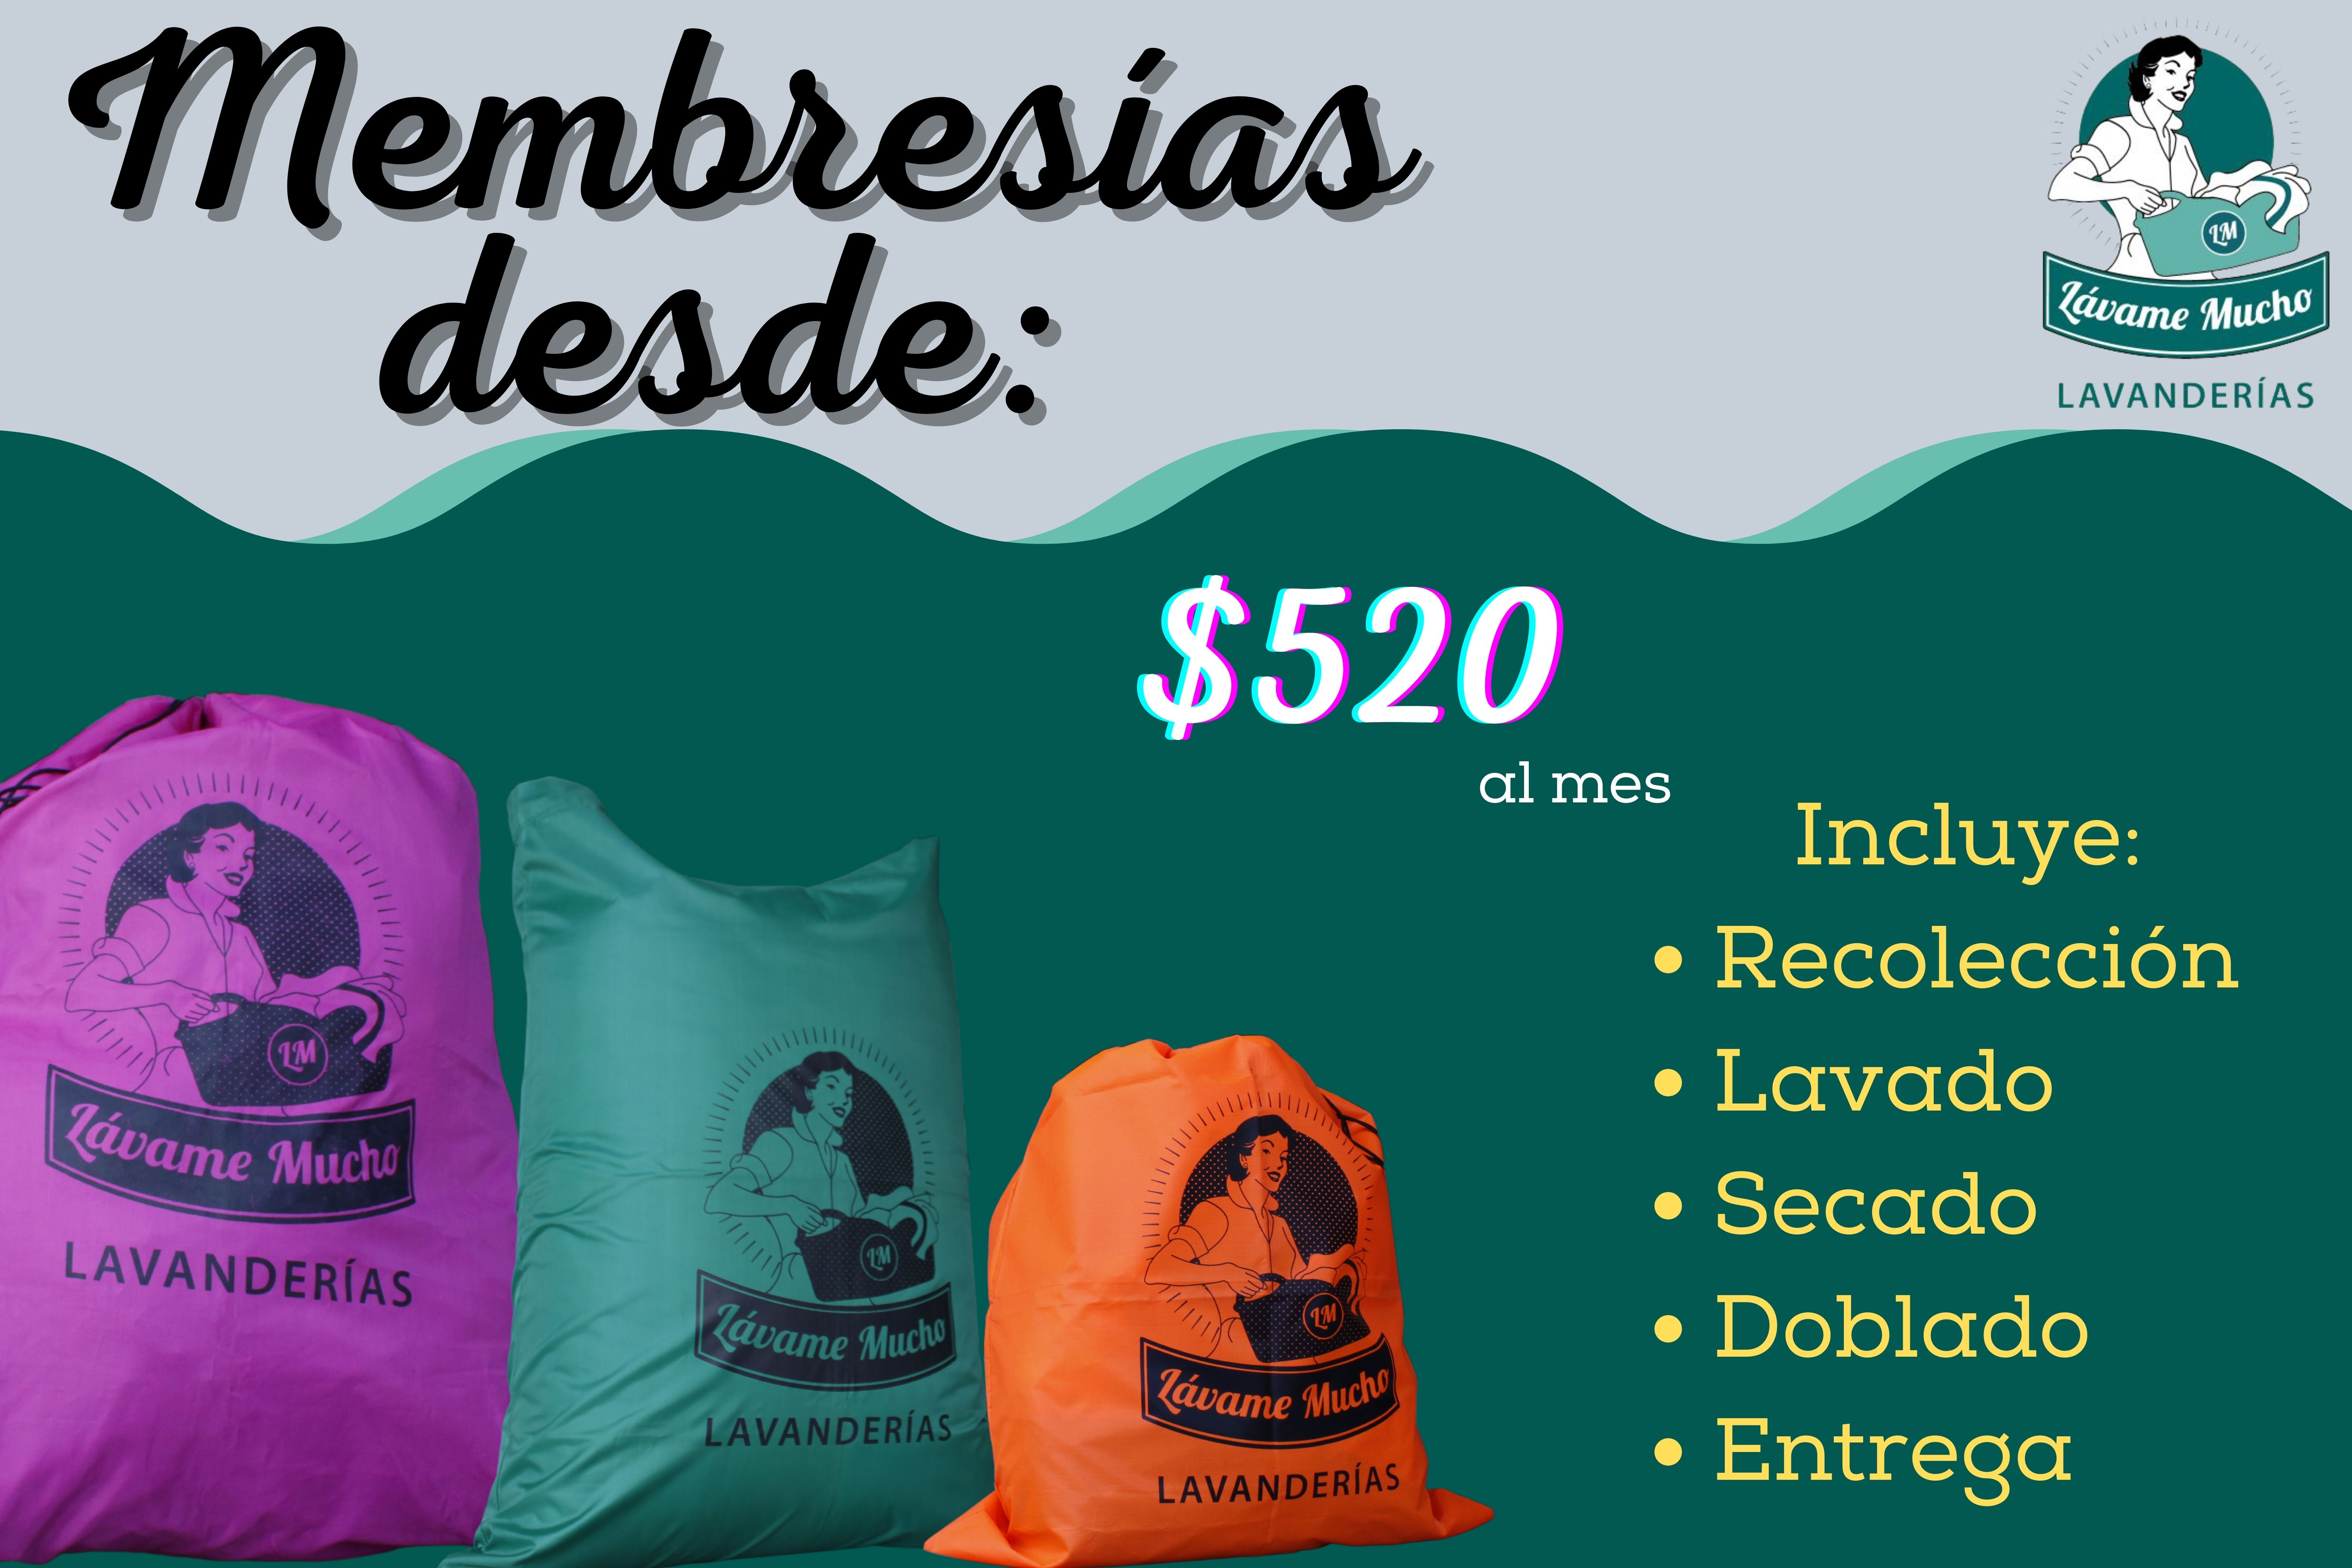 Membresías
desde:
LM
Lávame Mucho
LAVANDERÍAS
$520
al mes
Incluye:
• Recolección
• Lavado
• Secado
• Doblado
• Entrega
LM
Lávame Mucho
LAVANDERÍAS
LM
Lávame Mucho
LAVANDERÍAS
LM
Lávame Mucho
LAVANDERÍAS